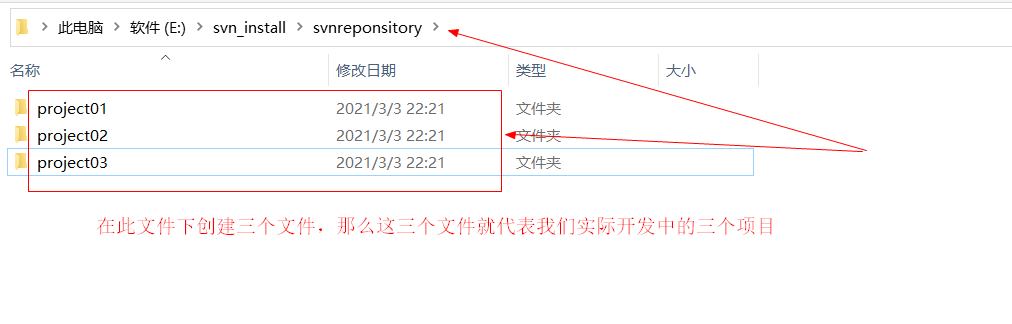 此电脑 > 软件 (E:) > svn_install > svnreponsitory >
名称 修改日期 类型 大小
project01 2021/3/3 22:21 文件夹
project02 2021/3/3 22:21 文件夹
project03 2021/3/3 22:21 文件夹
在此文件下创建三个文件，那么这三个文件就代表我们实际开发中的三个项目